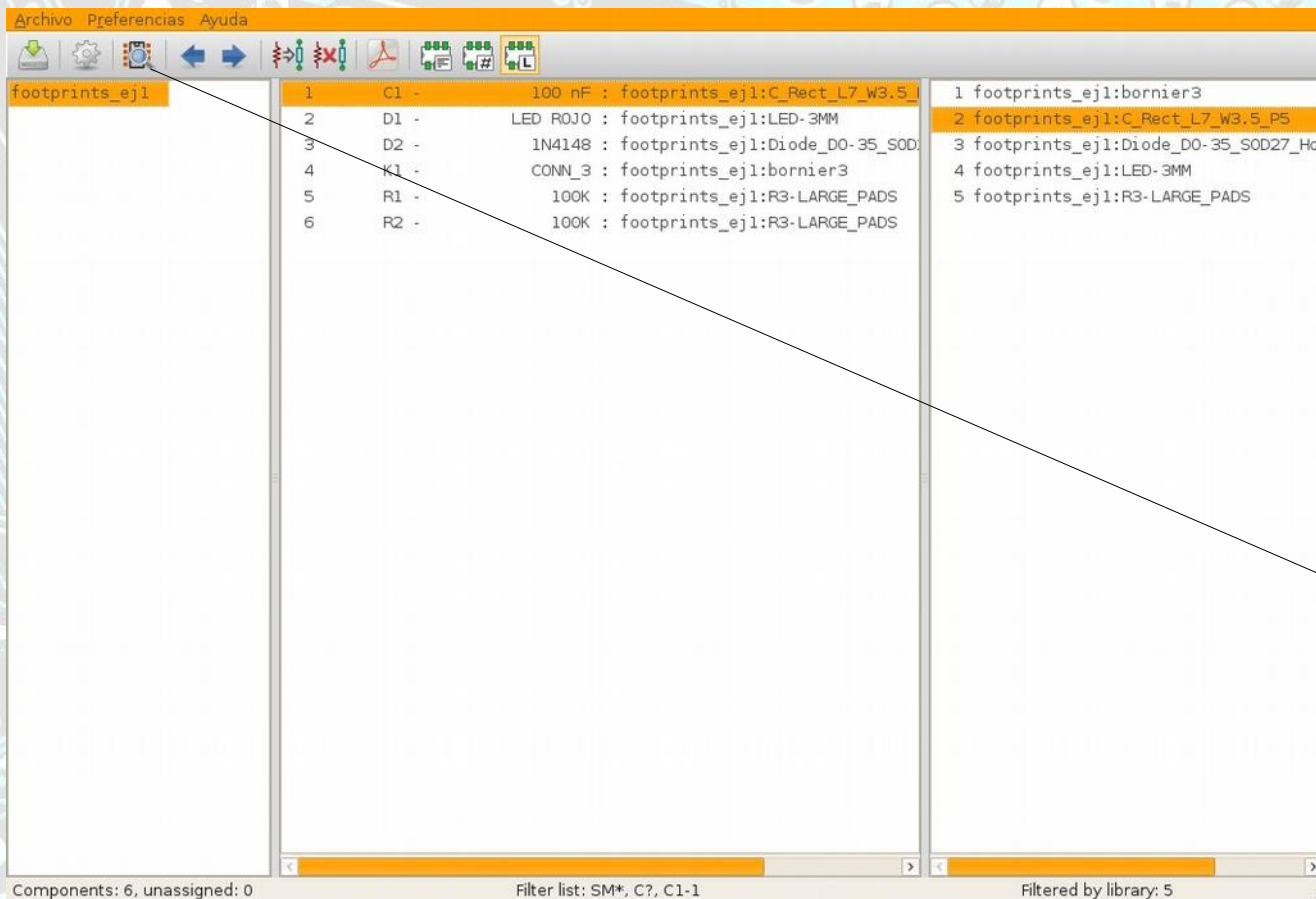 Archivo Preferencias Ayuda
footprints_ej1
1 C1 - 100 nF : footprints_ej1:C_Rect_L7_W3.5_
2 D1 - LED ROJO : footprints_ej1:LED-3MM
3 D2 - 1N4148 : footprints_ej1:Diode_DO-35_SOD
4 K1 - CONN_3 : footprints_ej1:bornier3
5 R1 - 100K : footprints_ej1:R3-LARGE_PADS
6 R2 - 100K : footprints_ej1:R3-LARGE_PADS
1 footprints_ej1:bornier3
2 footprints_ej1:C_Rect_L7_W3.5_P5
3 footprints_ej1:Diode_DO-35_SOD27_Ho
4 footprints_ej1:LED-3MM
5 footprints_ej1:R3-LARGE_PADS
Components: 6, unassigned: 0
Filter list: SM*, C?, C1-1
Filtered by library: 5